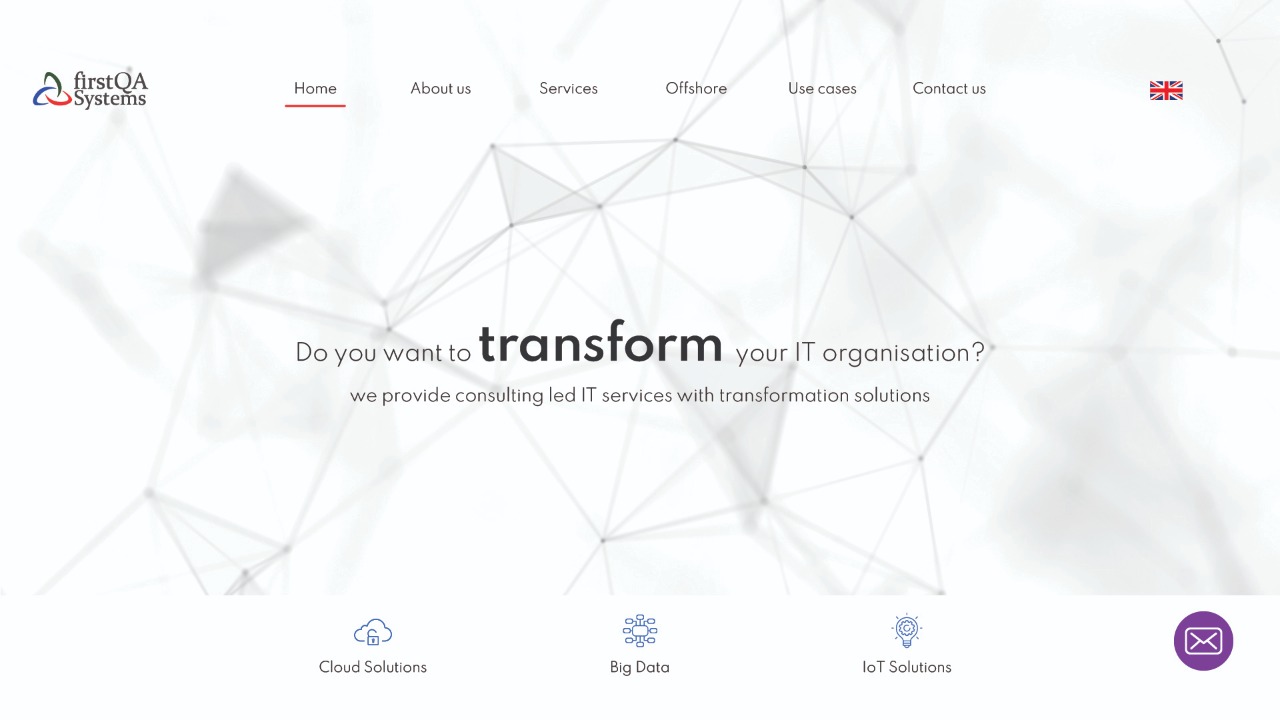 firstQA
Systems
Home
About us
Services
Offshore
Use cases
Contact us
Do you want to transform your IT organisation?
we provide consulting led IT services with transformation solutions
Cloud Solutions
Big Data
IoT Solutions